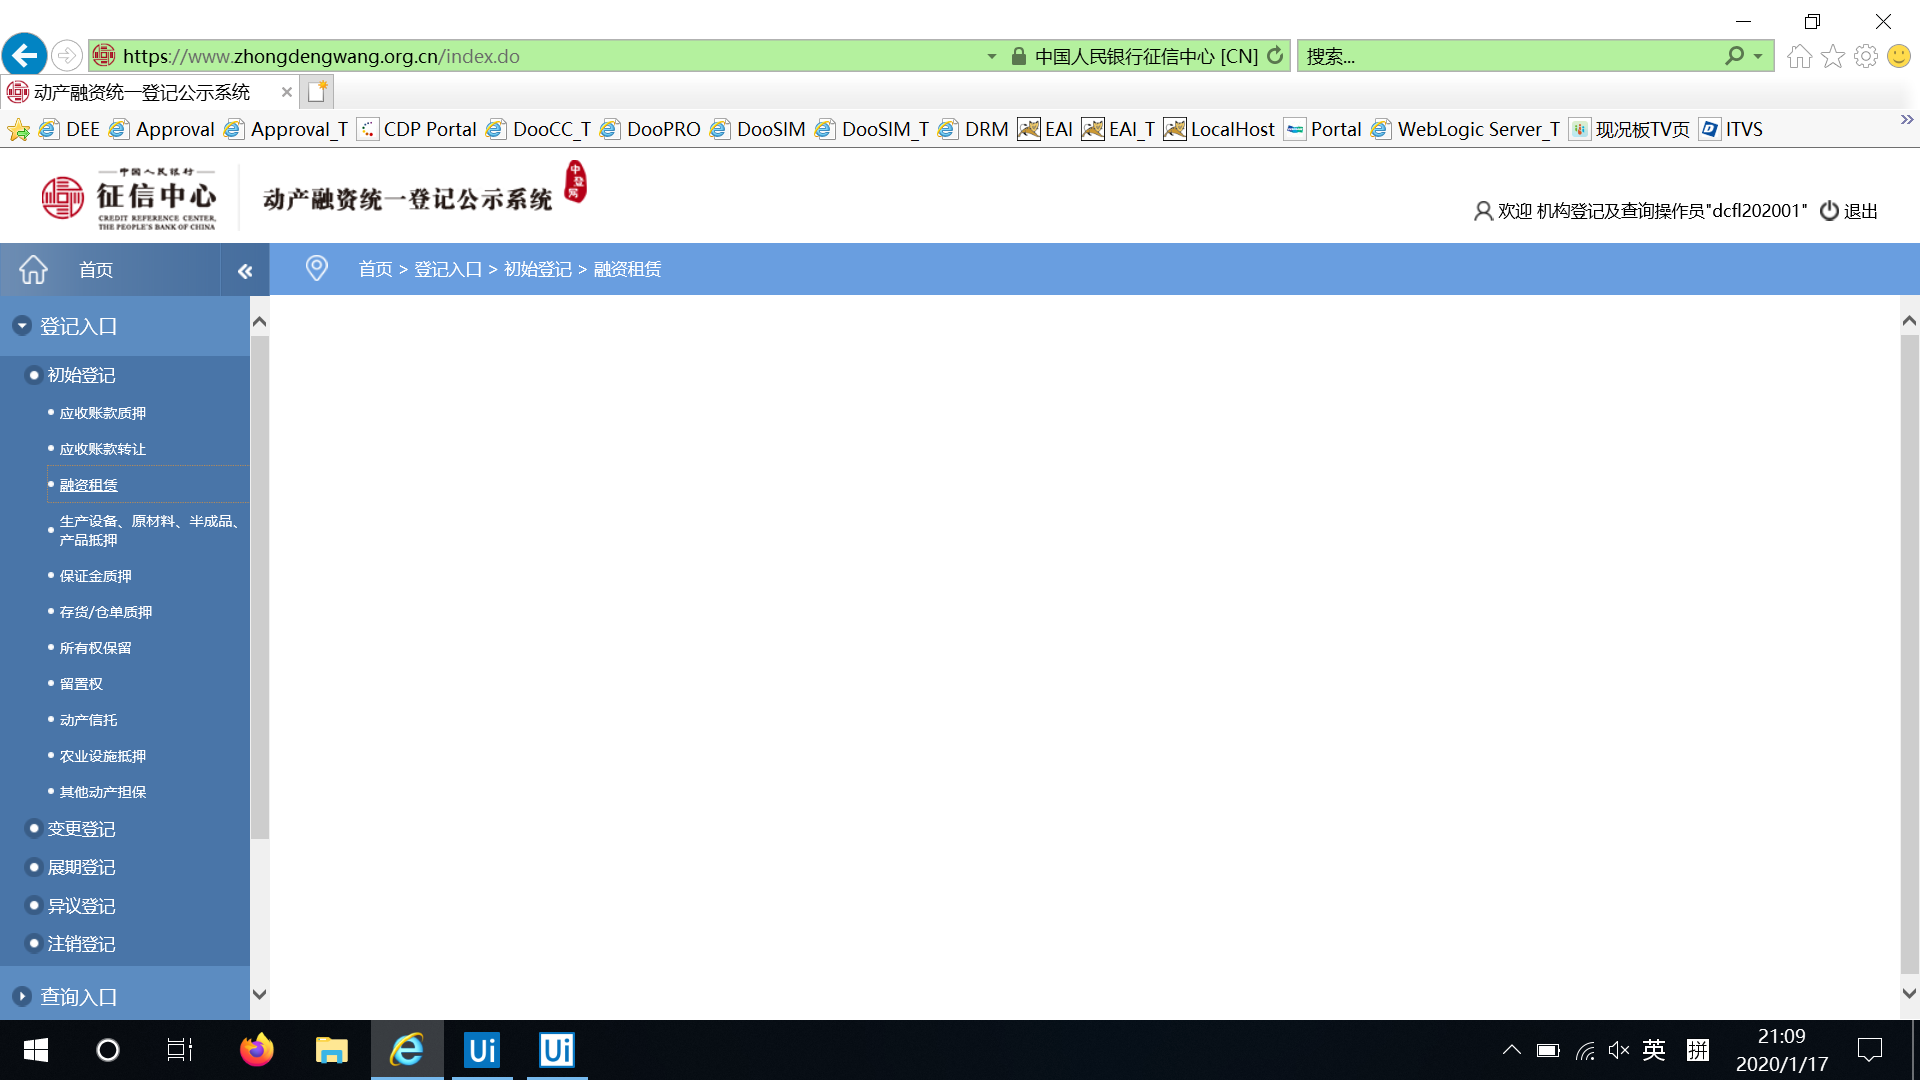 https://www.zhongdengwang.org.cn/index.do
中国人民银行征信中心 [CN]
搜索...
动产融资统一登记公示系统
DEE
Approval
Approval_T
CDP Portal
DooCC_T
DooPRO
DooSIM
DooSIM_T
DRM
EAI
EAI_T
LocalHost
Portal
WebLogic Server_T
现况板TV页
ITVS
中国人民银行
征信中心
CREDIT REFERENCE CENTER,
THE PEOPLE'S BANK OF CHINA
动产融资统一登记公示系统
中登网
欢迎 机构登记及查询操作员"dcfl202001"
退出
首页
«
首页 > 登记入口 > 初始登记 > 融资租赁
登记入口
初始登记
应收账款质押
应收账款转让
融资租赁
生产设备、原材料、半成品、
产品抵押
保证金质押
存货/仓单质押
所有权保留
留置权
动产信托
农业设施抵押
其他动产担保
变更登记
展期登记
异议登记
注销登记
查询入口
Ui
Ui
英
拼
21:09
2020/1/17